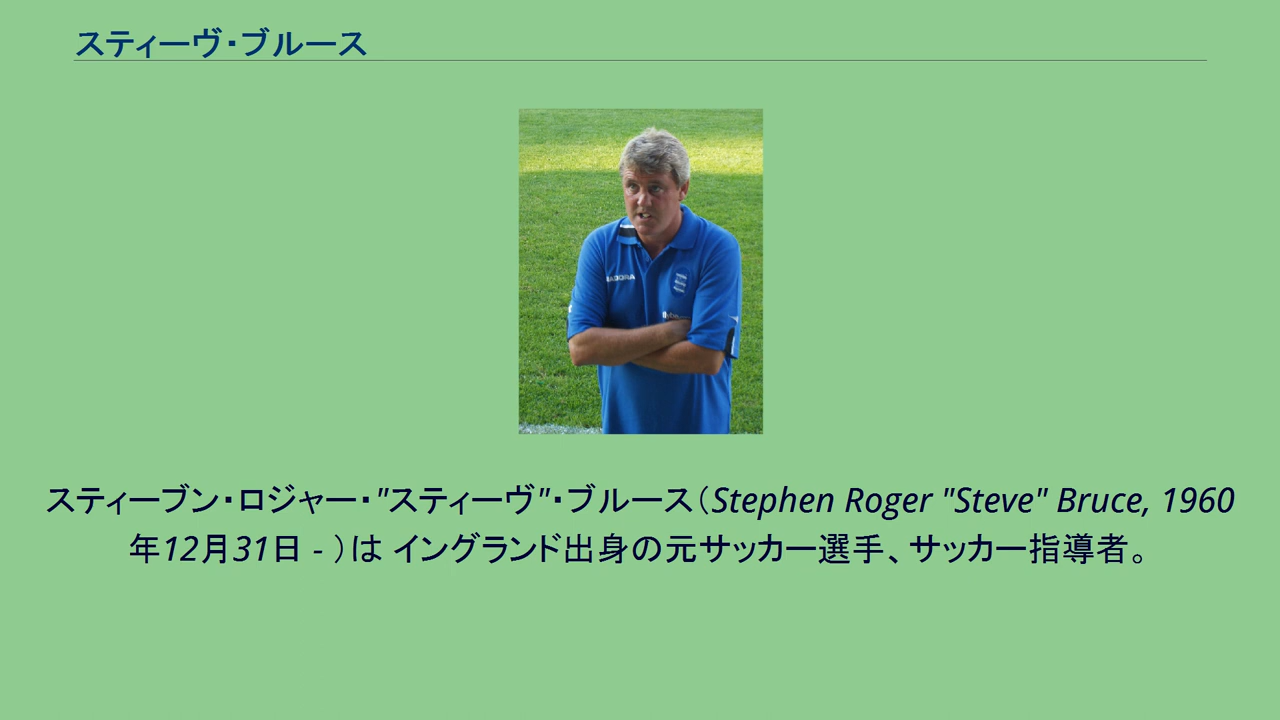 スティーヴ・ブルース
スティーブン・ロジャー・"スティーヴ"・ブルース（Stephen Roger "Steve" Bruce, 1960
年12月31日 - ）は イングランド出身の元サッカー選手、サッカー指導者。